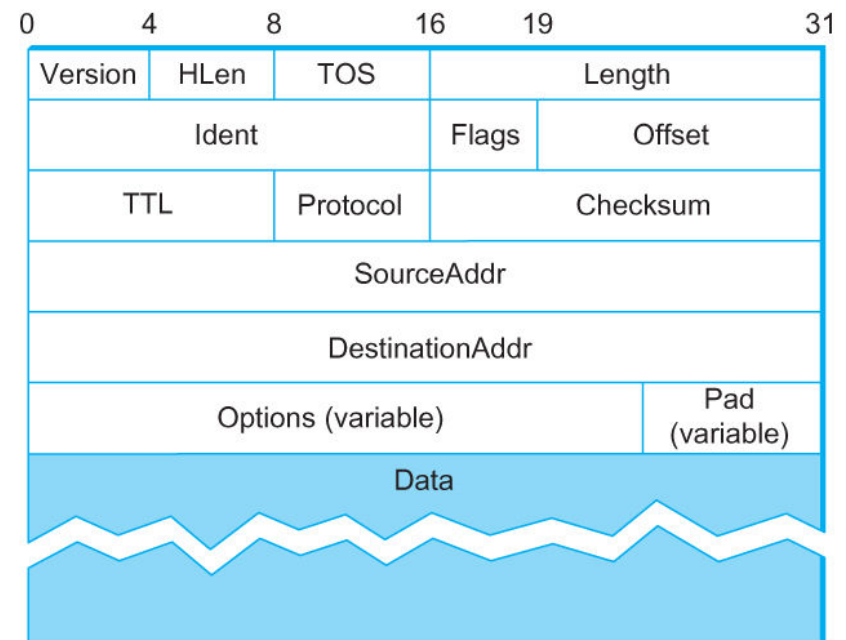 0 4 8 16 19 31
Version HLen TOS Length
Ident Flags Offset
TTL Protocol Checksum
SourceAddr
DestinationAddr
Options (variable) Pad
(variable)
Data